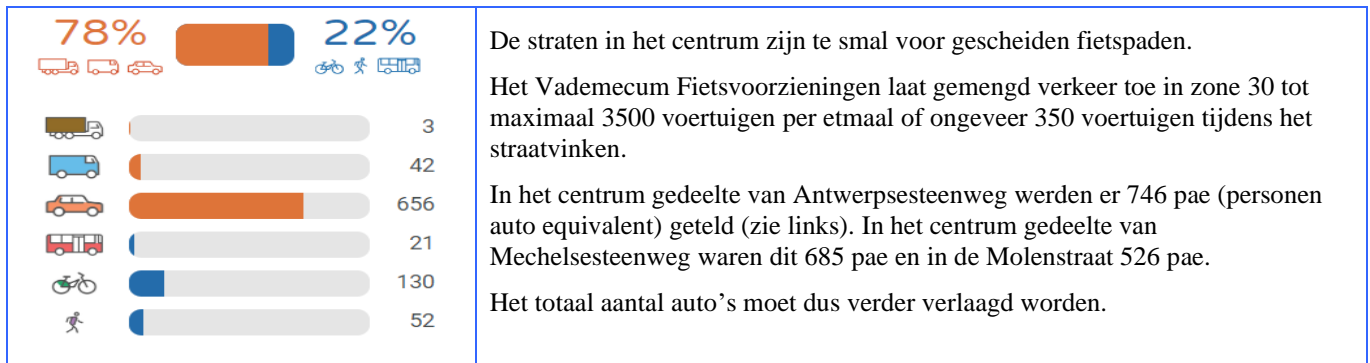 78%
22%
3
42
656
21
130
52
De straten in het centrum zijn te smal voor gescheiden fietspaden.
Het Vademecum Fietsvoorzieningen laat gemengd verkeer toe in zone 30 tot
maximaal 3500 voertuigen per etmaal of ongeveer 350 voertuigen tijdens het
straatvinken.
In het centrum gedeelte van Antwerpsesteenweg werden er 746 pae (personen
auto equivalent) geteld (zie links). In het centrum gedeelte van
Mechelsesteenweg waren dit 685 pae en in de Molenstraat 526 pae.
Het totaal aantal auto’s moet dus verder verlaagd worden.